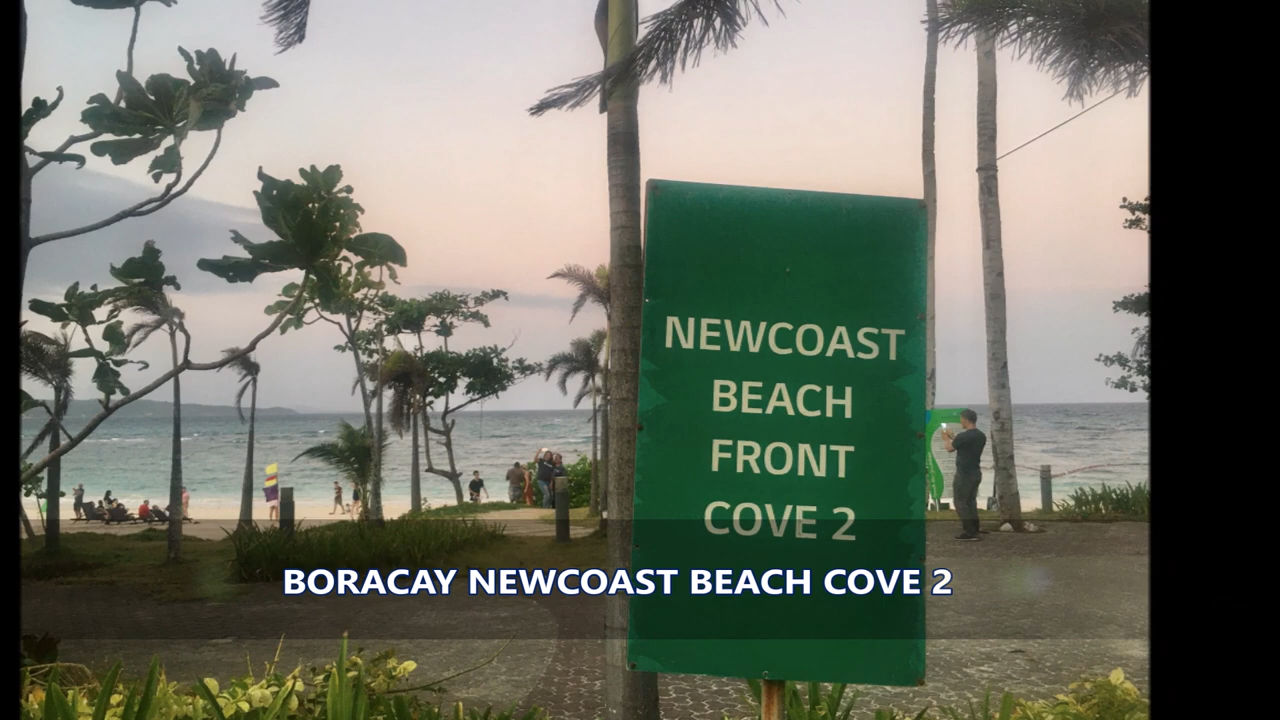 NEWCOAST
BEACH
FRONT
COVE 2
BORACAY NEWCOAST BEACH COVE 2